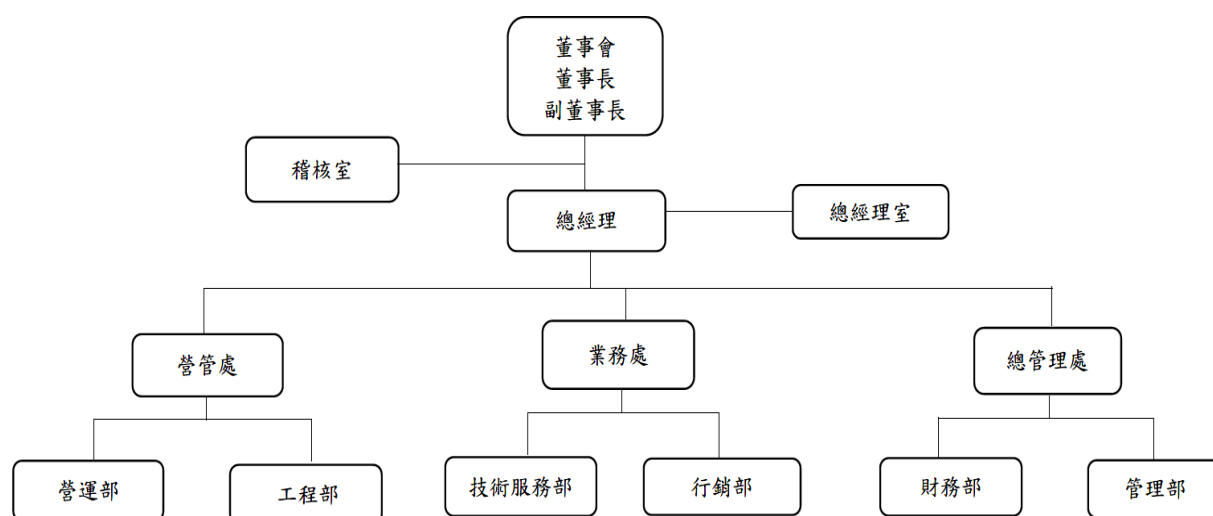 董事會
董事長
副董事長
稽核室
總經理
總經理室
營管處
業務處
總管理處
營運部
工程部
技術服務部
行銷部
財務部
管理部